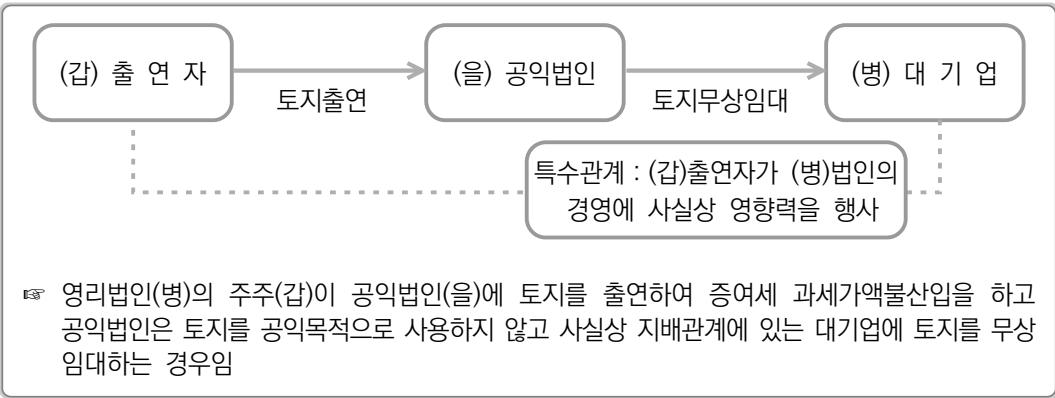 (갑) 출 연 자
(을) 공익법인
(병) 대 기 업
토지출연
토지무상임대
특수관계 : (갑)출연자가 (병)법인의
경영에 사실상 영향력을 행사
☞ 영리법인(병)의 주주(갑)이 공익법인(을)에 토지를 출연하여 증여세 과세가액불산입을 하고
공익법인은 토지를 공익목적으로 사용하지 않고 사실상 지배관계에 있는 대기업에 토지를 무상
임대하는 경우임